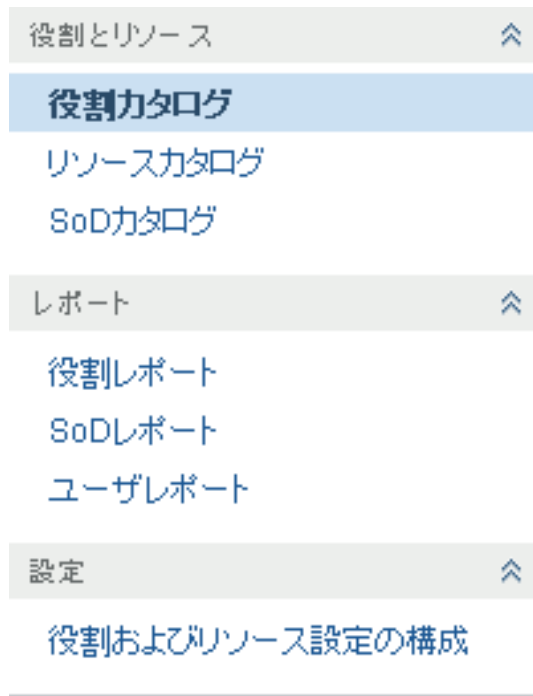 役割とリソース
役割カタログ
リソースカタログ
SoDカタログ
レポート
役割レポート
SoDレポート
ユーザレポート
設定
役割およびリソース設定の構成